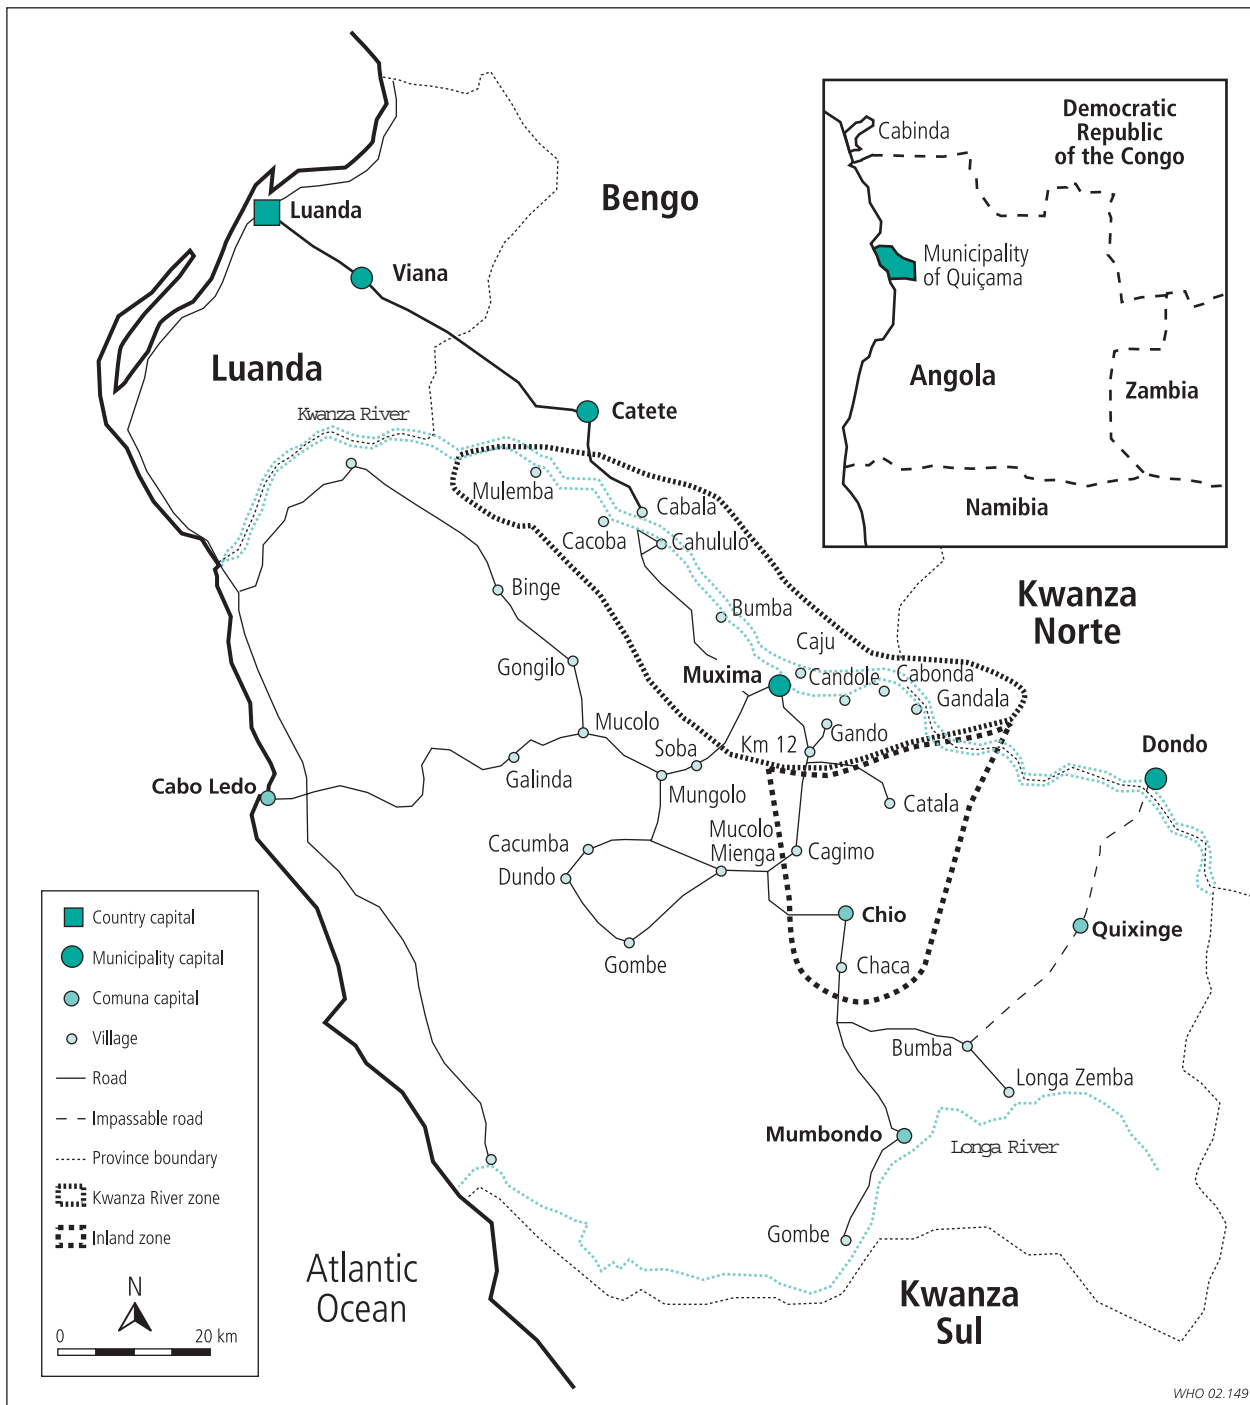 Bengo
Luanda
Viana
Luanda
Kwanza River
Catete
Mulemba
Cabala
Cacoba
Cahululo
Binge
Bumba
Caju
Gongilo
Muxima
Candole
Cabonda
Gandala
Mucolo
Soba
Km 12
Gando
Galinda
Mungolo
Cabo Ledo
Catala
Dondo
Cacumba
Mucolo
Mienga
Cagimo
Dundo
Chio
Quixinge
Gombe
Chaca
Bumba
Longa Zemba
Mumbondo
Longa River
Gombe
Kwanza
Norte
Kwanza
Sul
Atlantic
Ocean
Democratic
Republic
of the Congo
Cabinda
Municipality
of Quiçama
Angola
Zambia
Namibia
Country capital
Municipality capital
Comuna capital
Village
Road
Impassable road
Province boundary
Kwanza River zone
Inland zone
N
0 20 km
WHO 02.149